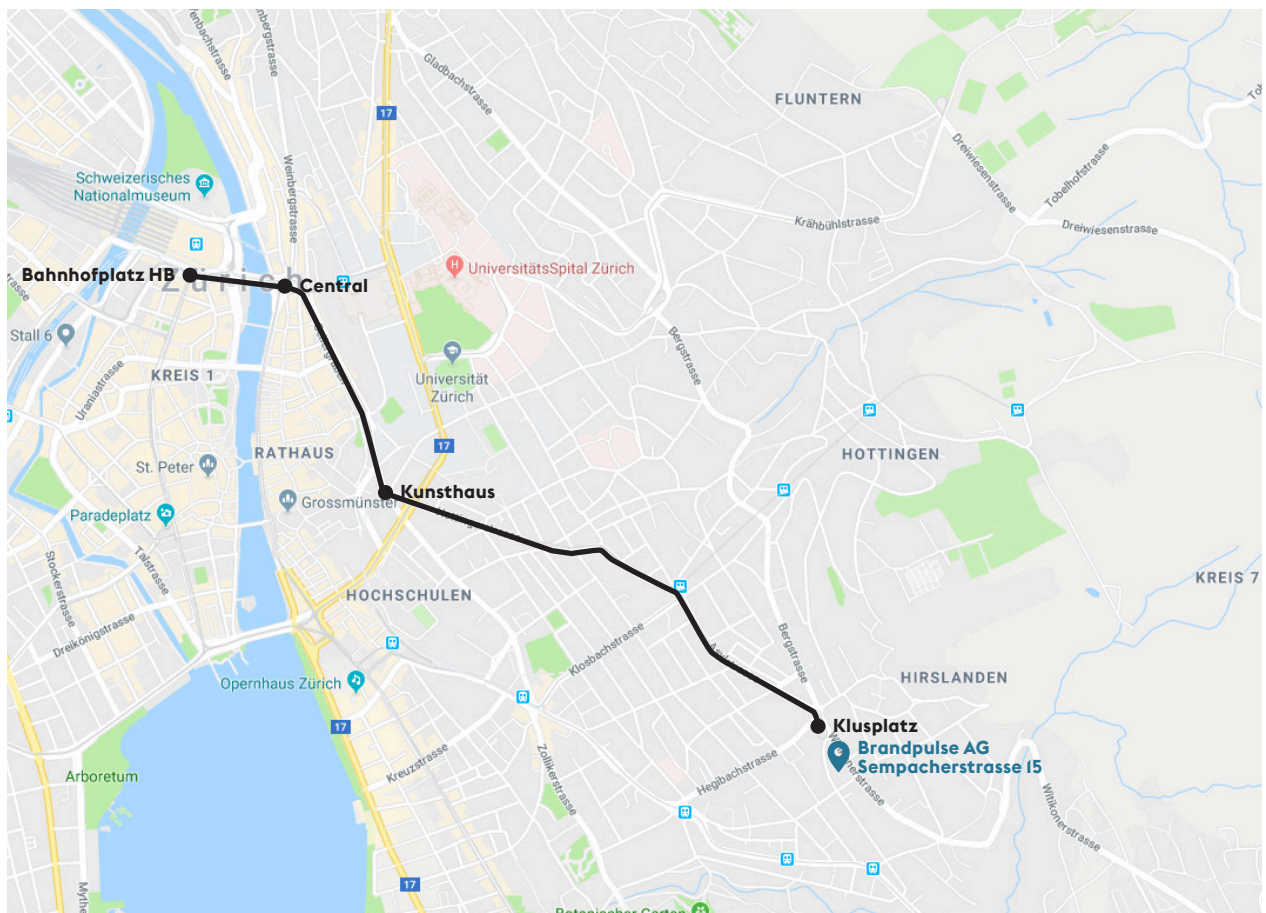 Weinbergstrasse
Gladbachstrasse
FLUNTERN
17
Schweizerisches
Nationalmuseum
Dreiwiesenstrasse
Tobelhofstrasse
Dreiwiesenstrasse
Krähbühlstrasse
Bahnhofplatz HB
Zürich
Central
H
UniversitätsSpital Zürich
Stall 6
Uraniastrasse
KREIS 1
Universität
Zürich
Bergstrasse
17
RATHAUS
HOTTINGEN
St. Peter
Grossmünster
Kunsthaus
Paradeplatz
Talstrasse
Stockerstrasse
HOCHSCHULEN
KREIS 7
Dreikönigstrasse
Klosbachstrasse
Bergstrasse
Opernhaus Zürich
HIRSLANDEN
17
Klusplatz
Brandpulse AG
Sempacherstrasse 15
Arboretum
Kreuzstrasse
Zollikerstrasse
Hegibachstrasse
Witikonerstrasse
17